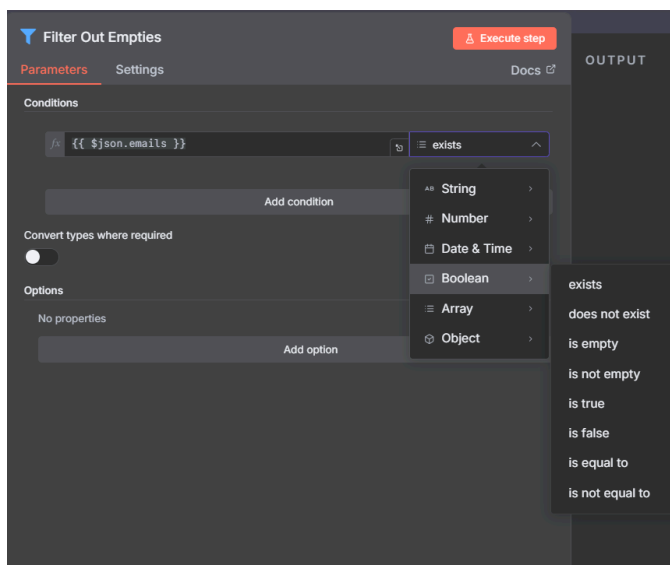 Filter Out Empties
Execute step
OUTPUT
Parameters Settings Docs
Conditions
fx {{ $json.emails }} exists
Add condition
Convert types where required
Options
No properties
Add option
AB String
# Number
Date & Time
Boolean
Array
Object
exists
does not exist
is empty
is not empty
is true
is false
is equal to
is not equal to